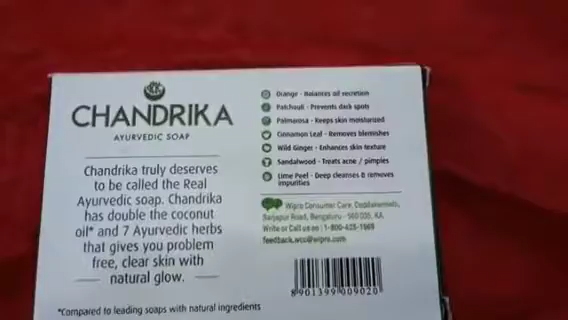 CHANDRIKA
AYURVEDIC SOAP
Chandrika truly deserves
to be called the Real
Ayurvedic soap. Chandrika
has double the coconut
oil* and 7 Ayurvedic herbs
that gives you problem
free, clear skin with
natural glow.
*Compared to leading soaps with natural ingredients
Orange - Balances oil secretion
Patchouli - Prevents dark spots
Palmarosa - Keeps skin moisturized
Cinnamon Leaf - Removes blemishes
Wild Ginger - Enhances skin texture
Sandalwood - Treats acne / pimples
Lime Peel - Deep cleanses & removes
impurities
Wipro Consumer Care, Doddakannelli,
Sarjapur Road, Bengaluru - 560 035, KA.
Write or Call us on : 1-800-425-1969
feedback.wcc@wipro.com
8901399009020